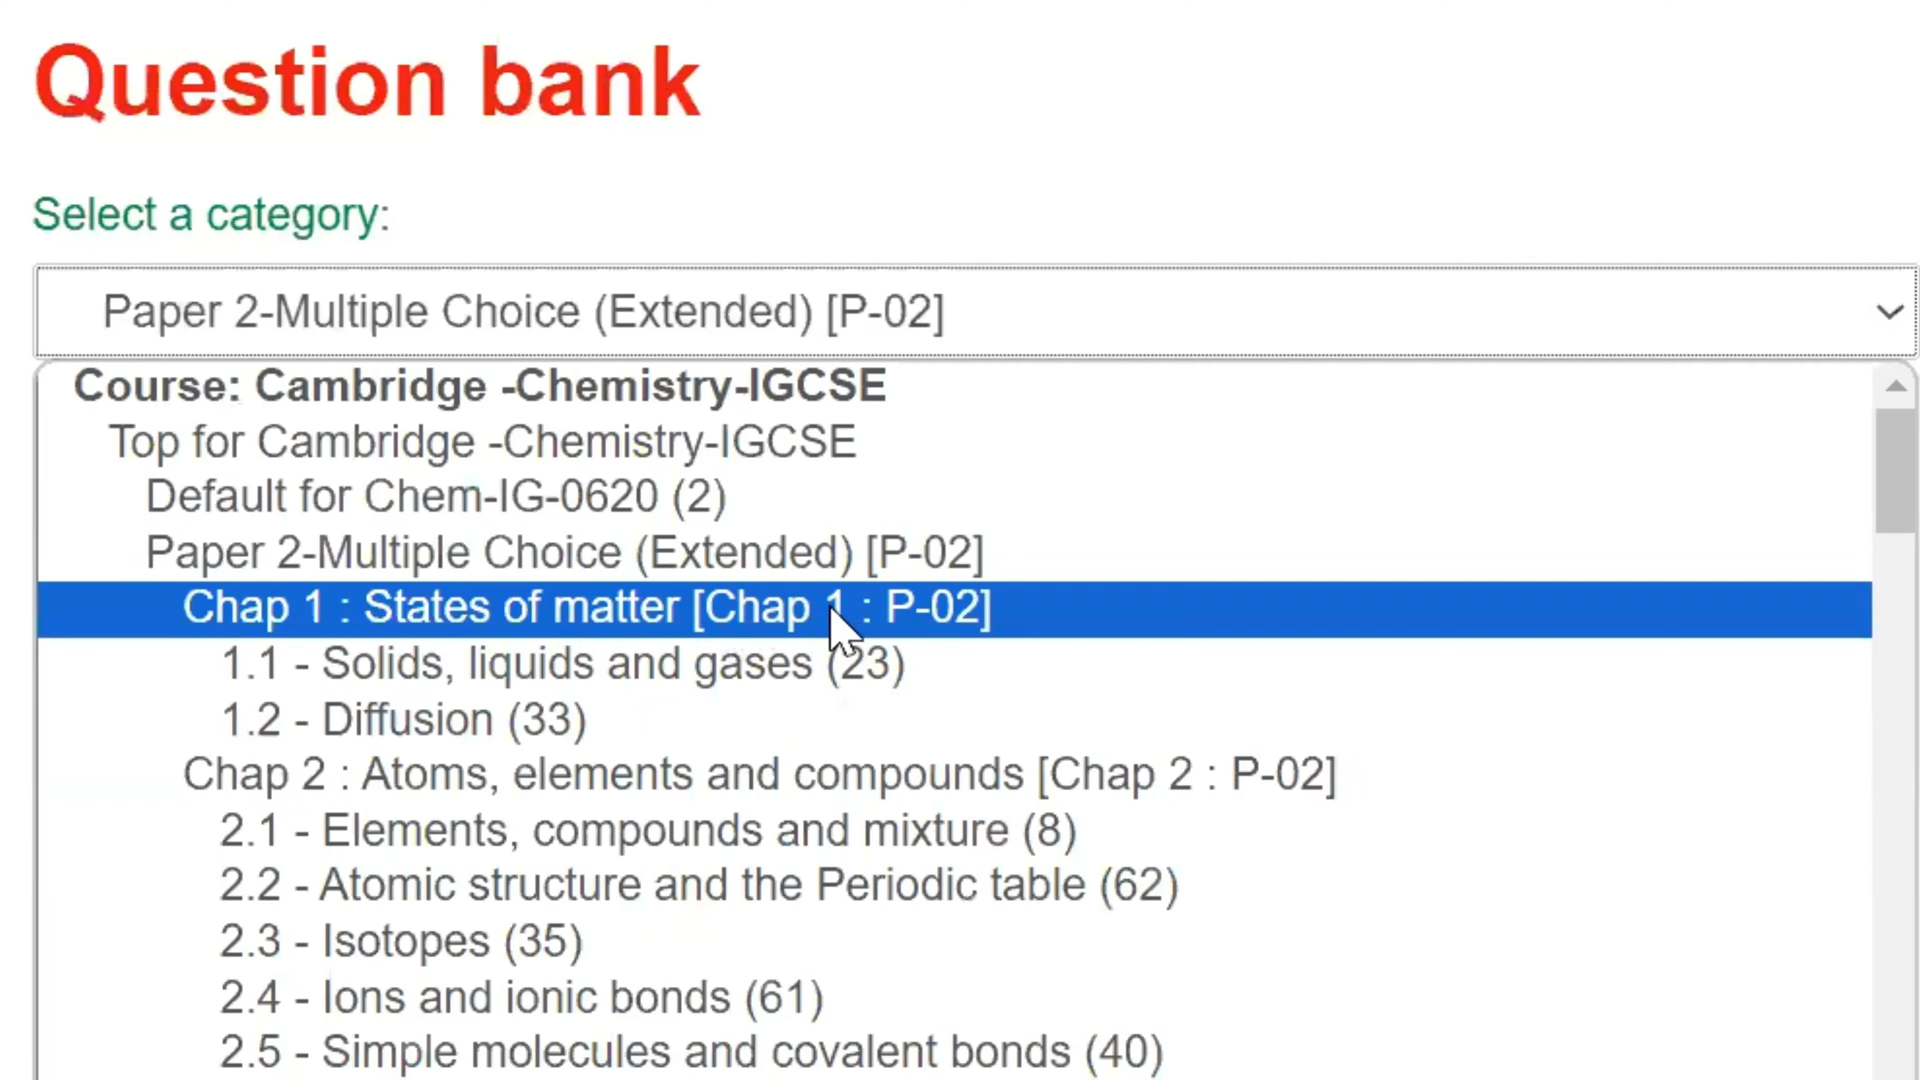 Question bank
Select a category:
Paper 2-Multiple Choice (Extended) [P-02]
Course: Cambridge -Chemistry-IGCSE
Top for Cambridge -Chemistry-IGCSE
Default for Chem-IG-0620 (2)
Paper 2-Multiple Choice (Extended) [P-02]
Chap 1 : States of matter [Chap 1 : P-02]
1.1 - Solids, liquids and gases (23)
1.2 - Diffusion (33)
Chap 2 : Atoms, elements and compounds [Chap 2 : P-02]
2.1 - Elements, compounds and mixture (8)
2.2 - Atomic structure and the Periodic table (62)
2.3 - Isotopes (35)
2.4 - Ions and ionic bonds (61)
2.5 - Simple molecules and covalent bonds (40)